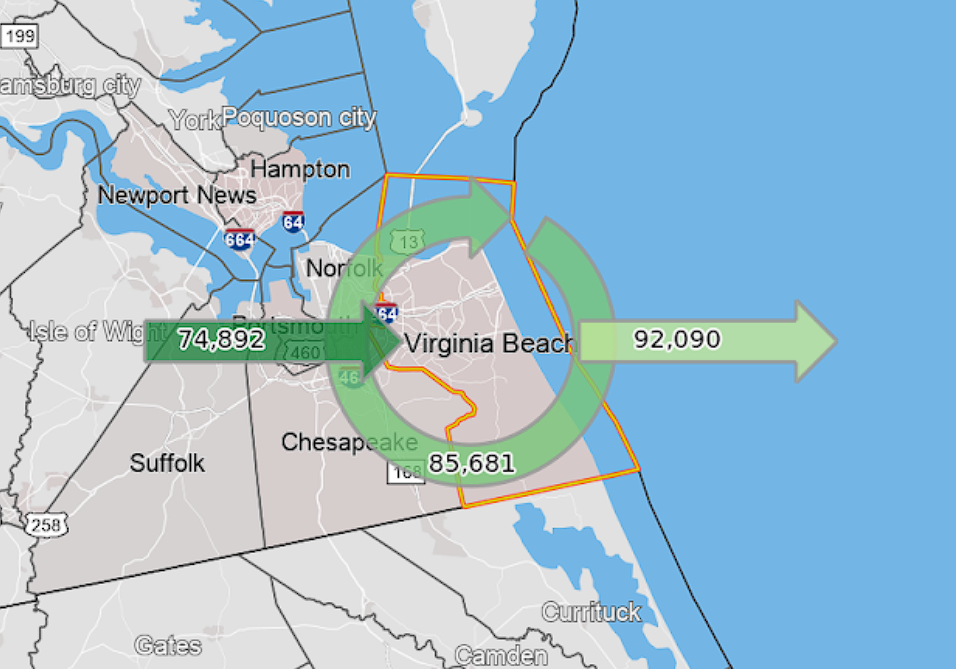 199
amsburg city
York
Poquoson city
Hampton
Newport News
64
664
13
Norfolk
64
Isle of Wight
Portsmouth
74,892
460
Virginia Beach
92,090
46
Chesapeake
Suffolk
85,681
168
258
Currituck
Gates
Camden